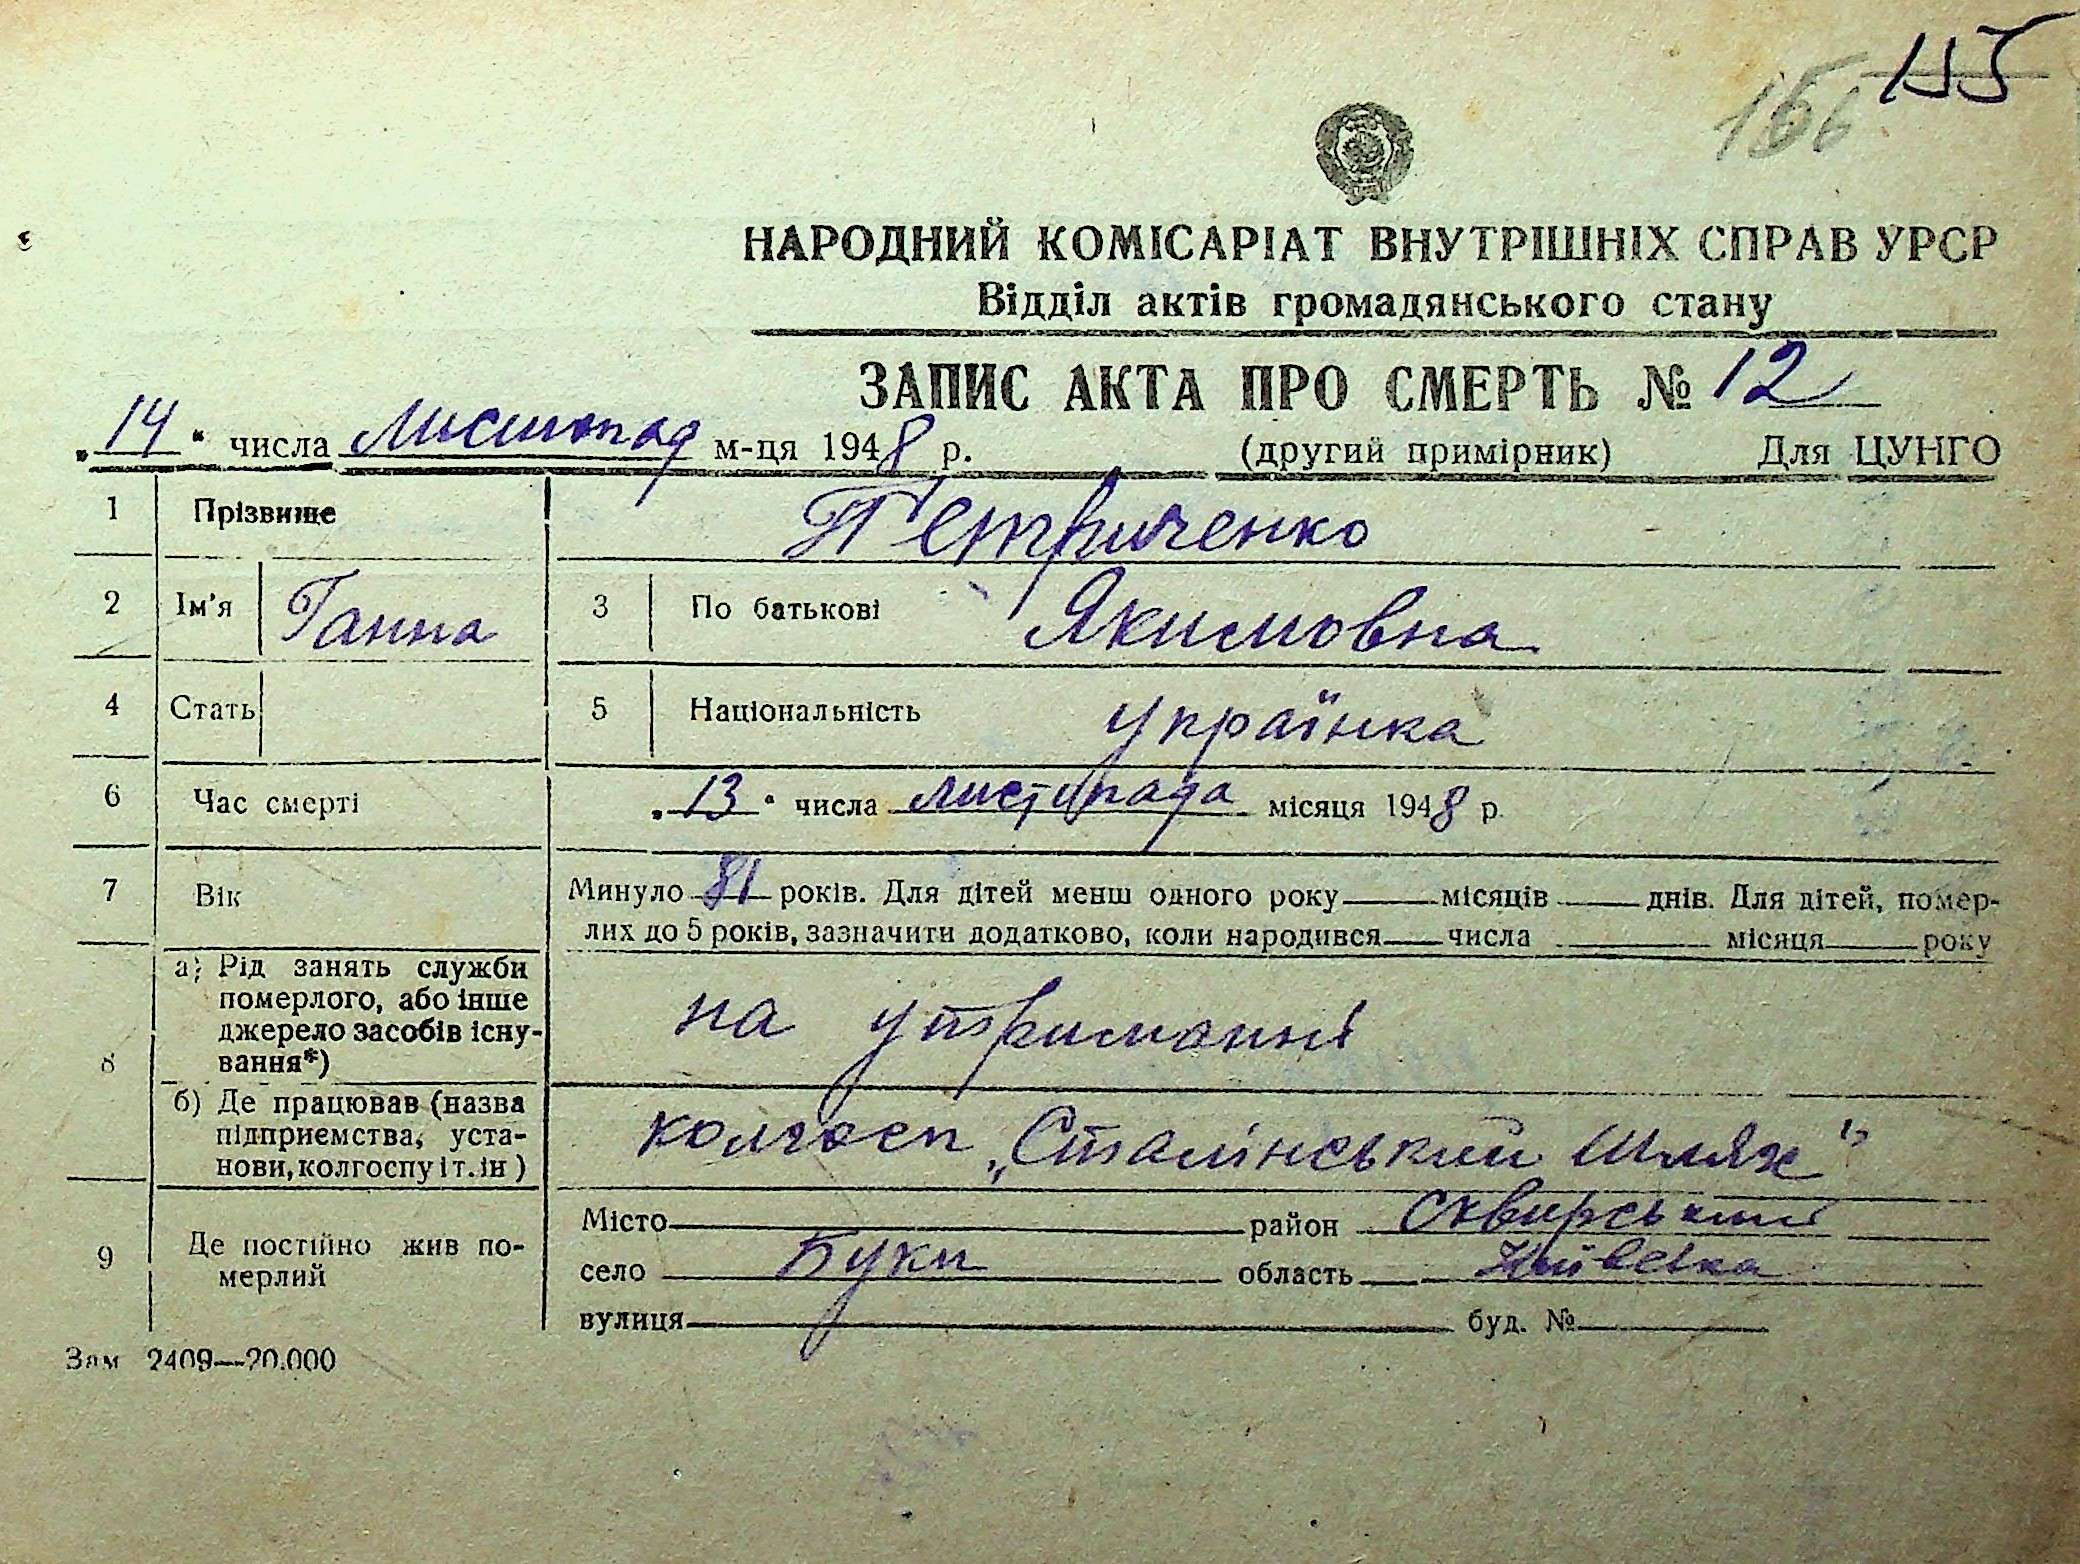 115
156
НАРОДНИЙ КОМІСАРІАТ ВНУТРІШНІХ СПРАВ УРСР
Відділ актів громадянського стану
ЗАПИС АКТА ПРО СМЕРТЬ № 12
„14“ числа листопад м-ця 1948 р. (другий примірник) Для ЦУНГО
1 Прізвище Петриченко
2 Ім'я Ганна 3 По батькові Якимовна
4 Стать 5 Національність українка
6 Час смерті „13“ числа листопада місяця 1948 р.
7 Вік Минуло 81 років. Для дітей менш одного року місяців днів. Для дітей, помер-
лих до 5 років, зазначити додатково, коли народився числа місяця року
8 а) Рід занять служби
померлого, або інше
джерело засобів існу-
вання*) на утриманні
б) Де працював (назва
підприємства, уста-
нови, колгоспу і т. ін) колгосп „Сталінський шлях"
9 Де постійно жив по-
мерлий
Місто район Сквирський
село Буки область Київська
вулиця буд. №
Зам 2409—20.000